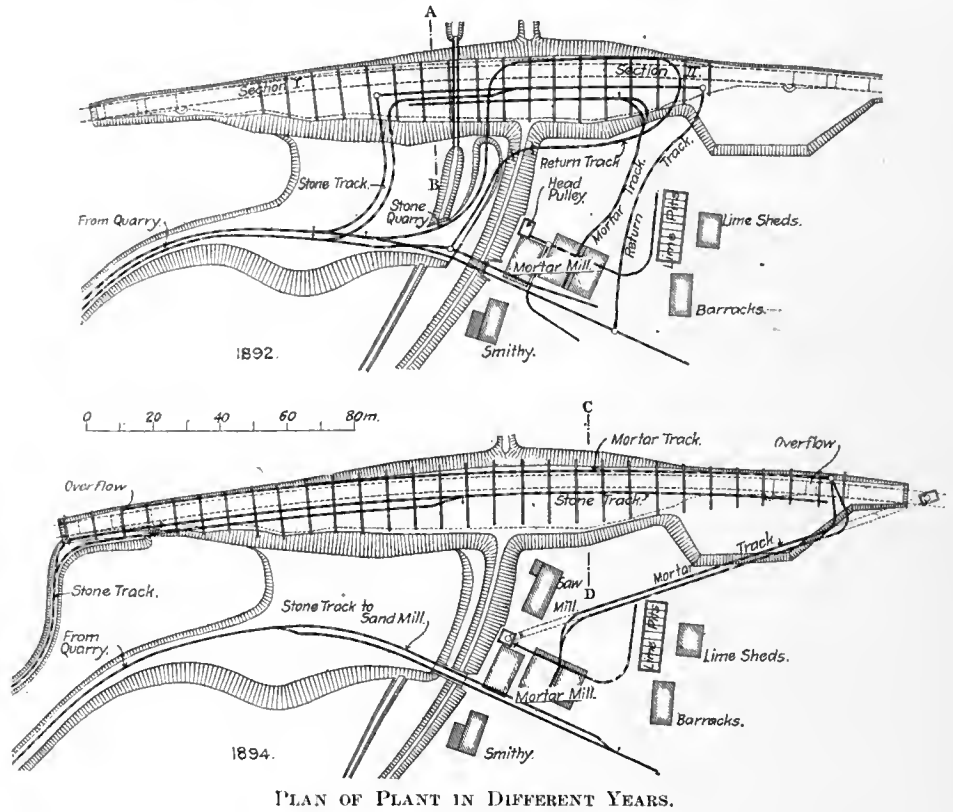 A
Section I.
Section II.
Stone Track.
B
Stone
Quarry
Return Track
Head
Pulley.
Mortar Track.
Return Track.
From Quarry.
Lime Pits
Lime Sheds.
Mortar Mill.
Barracks.
Smithy.
1892.
0 20 40 60 80m.
C
Mortar Track.
Overflow
Overflow
Stone Track.
Stone Track.
D
Mortar Track.
Saw
Mill.
Stone Track to
Sand Mill.
From
Quarry.
Lime Pits
Lime Sheds.
Mortar Mill.
Barracks.
Smithy.
1894.
PLAN OF PLANT IN DIFFERENT YEARS.